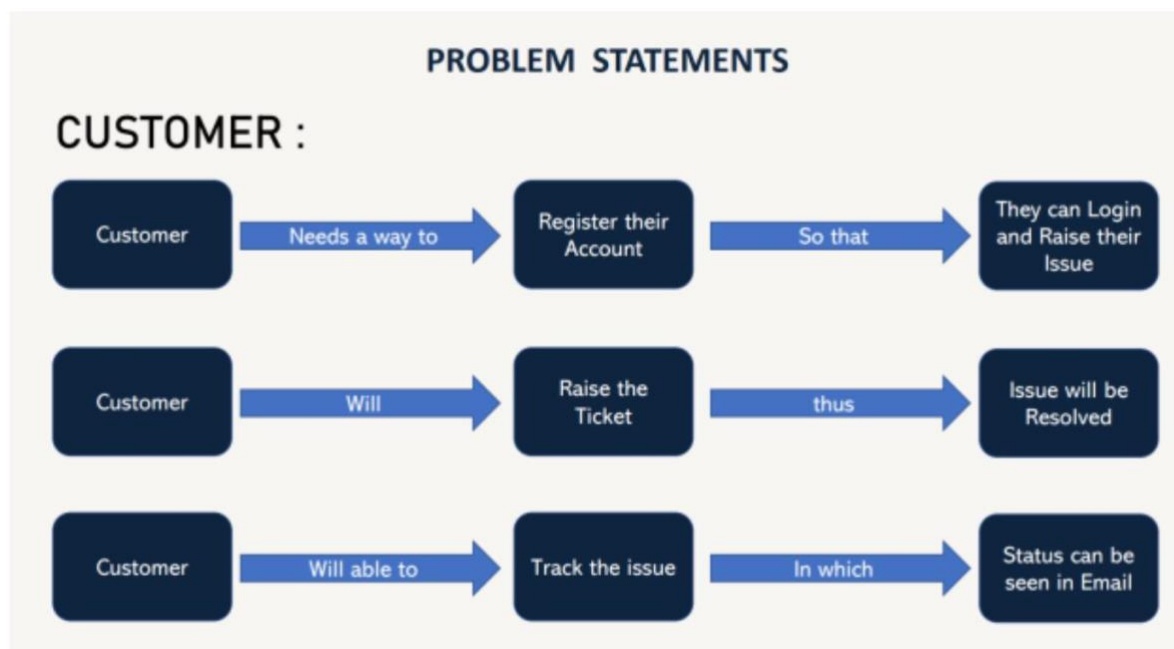 PROBLEM STATEMENTS
CUSTOMER :
Customer
Needs a way to
Register their
Account
So that
They can Login
and Raise their
Issue
Customer
Will
Raise the
Ticket
thus
Issue will be
Resolved
Customer
Will able to
Track the issue
In which
Status can be
seen in Email